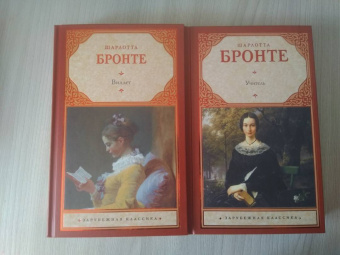 ШАРЛОТТА
БРОНТЕ
Виллет
ЗАРУБЕЖНАЯ КЛАССИКА
ШАРЛОТТА
БРОНТЕ
Учитель
ЗАРУБЕЖНАЯ КЛАССИКА